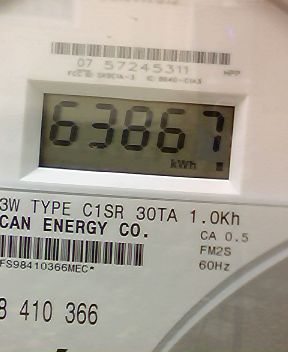 07 57245311 HPP
63867
kWh
3W TYPE C1SR 30TA 1.0Kh
CAN ENERGY CO. CA 0.5
FM2S
FS98410366MEC* 60Hz
8 410 366